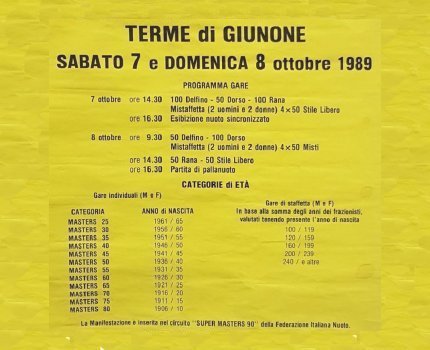 TERME di GIUNONE
SABATO 7 e DOMENICA 8 ottobre 1989
PROGRAMMA GARE
7 ottobre ore 14.30 100 Delfino - 50 Dorso - 100 Rana
Mistaffetta (2 uomini e 2 donne) 4×50 Stile Libero
ore 16.30 Esibizione nuoto sincronizzato
8 ottobre ore 9.30 50 Delfino - 100 Dorso
Mistaffetta (2 uomini e 2 donne) 4×50 Misti
ore 14.30 50 Rana - 50 Stile Libero
ore 16.30 Partita di pallanuoto
CATEGORIE di ETÀ
Gare individuali (M e F) Gare di staffetta (M e F)
CATEGORIA ANNO di NASCITA In base alla somma degli anni dei frazionisti,
valutati tenendo presente l'anno di nascita
MASTERS 25 1961 / 65 100 / 119
MASTERS 30 1956 / 60 120 / 159
MASTERS 35 1951 / 55 160 / 199
MASTERS 40 1946 / 50 200 / 239
MASTERS 45 1941 / 45 240 / e altre
MASTERS 50 1936 / 40
MASTERS 55 1931 / 35
MASTERS 60 1926 / 30
MASTERS 65 1921 / 25
MASTERS 70 1916 / 20
MASTERS 75 1911 / 15
MASTERS 80 1906 / 10
La Manifestazione è inserita nel circuito "SUPER MASTERS 90" della Federazione Italiana Nuoto.